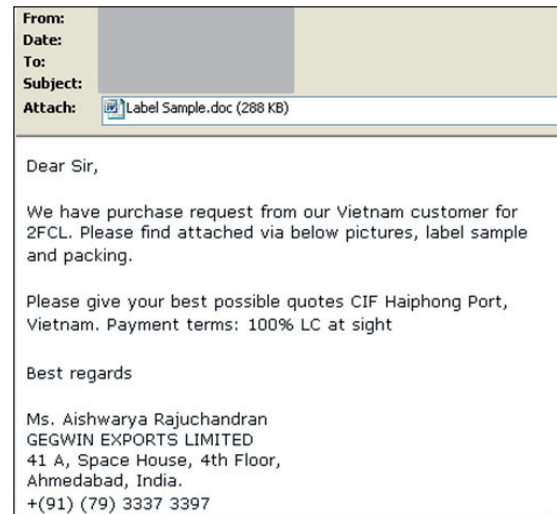 From:
Date:
To:
Subject:
Attach: Label Sample.doc (288 KB)
Dear Sir,
We have purchase request from our Vietnam customer for
2FCL. Please find attached via below pictures, label sample
and packing.
Please give your best possible quotes CIF Haiphong Port,
Vietnam. Payment terms: 100% LC at sight
Best regards
Ms. Aishwarya Rajuchandran
GEGWIN EXPORTS LIMITED
41 A, Space House, 4th Floor,
Ahmedabad, India.
+(91) (79) 3337 3397